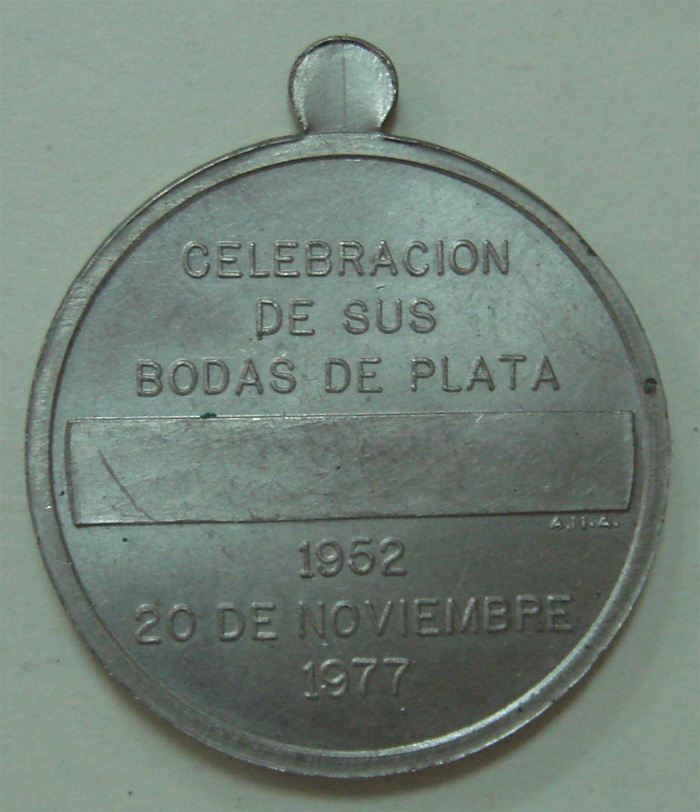 CELEBRACION
DE SUS
BODAS DE PLATA
1952
20 DE NOVIEMBRE
1977